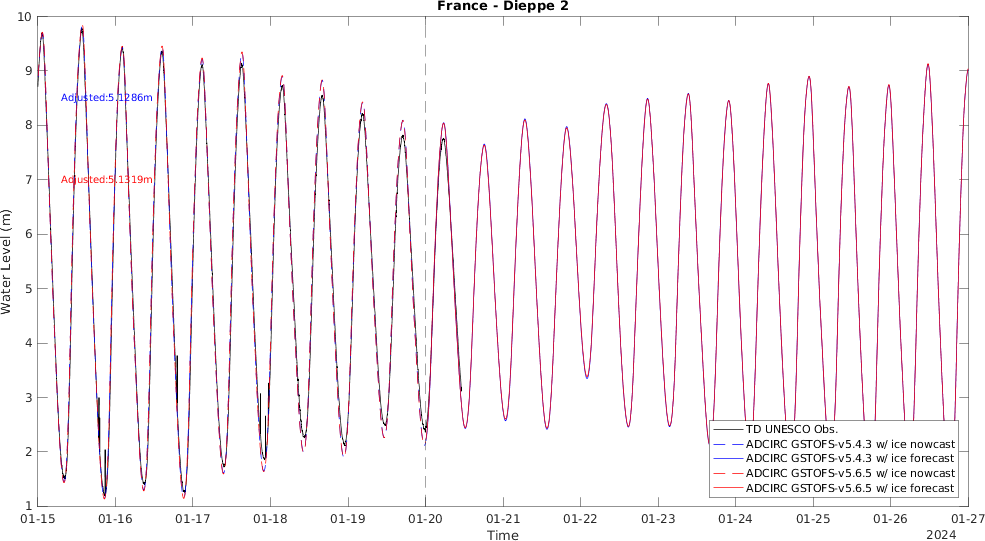 France - Dieppe 2
10
9
8
7
6
5
4
3
2
1
Water Level (m)
Adjusted:5.1286m
Adjusted:5.1319m
TD UNESCO Obs.
ADCIRC GSTOFS-v5.4.3 w/ ice nowcast
ADCIRC GSTOFS-v5.4.3 w/ ice forecast
ADCIRC GSTOFS-v5.6.5 w/ ice nowcast
ADCIRC GSTOFS-v5.6.5 w/ ice forecast
01-15 01-16 01-17 01-18 01-19 01-20 01-21 01-22 01-23 01-24 01-25 01-26 01-27
Time
2024